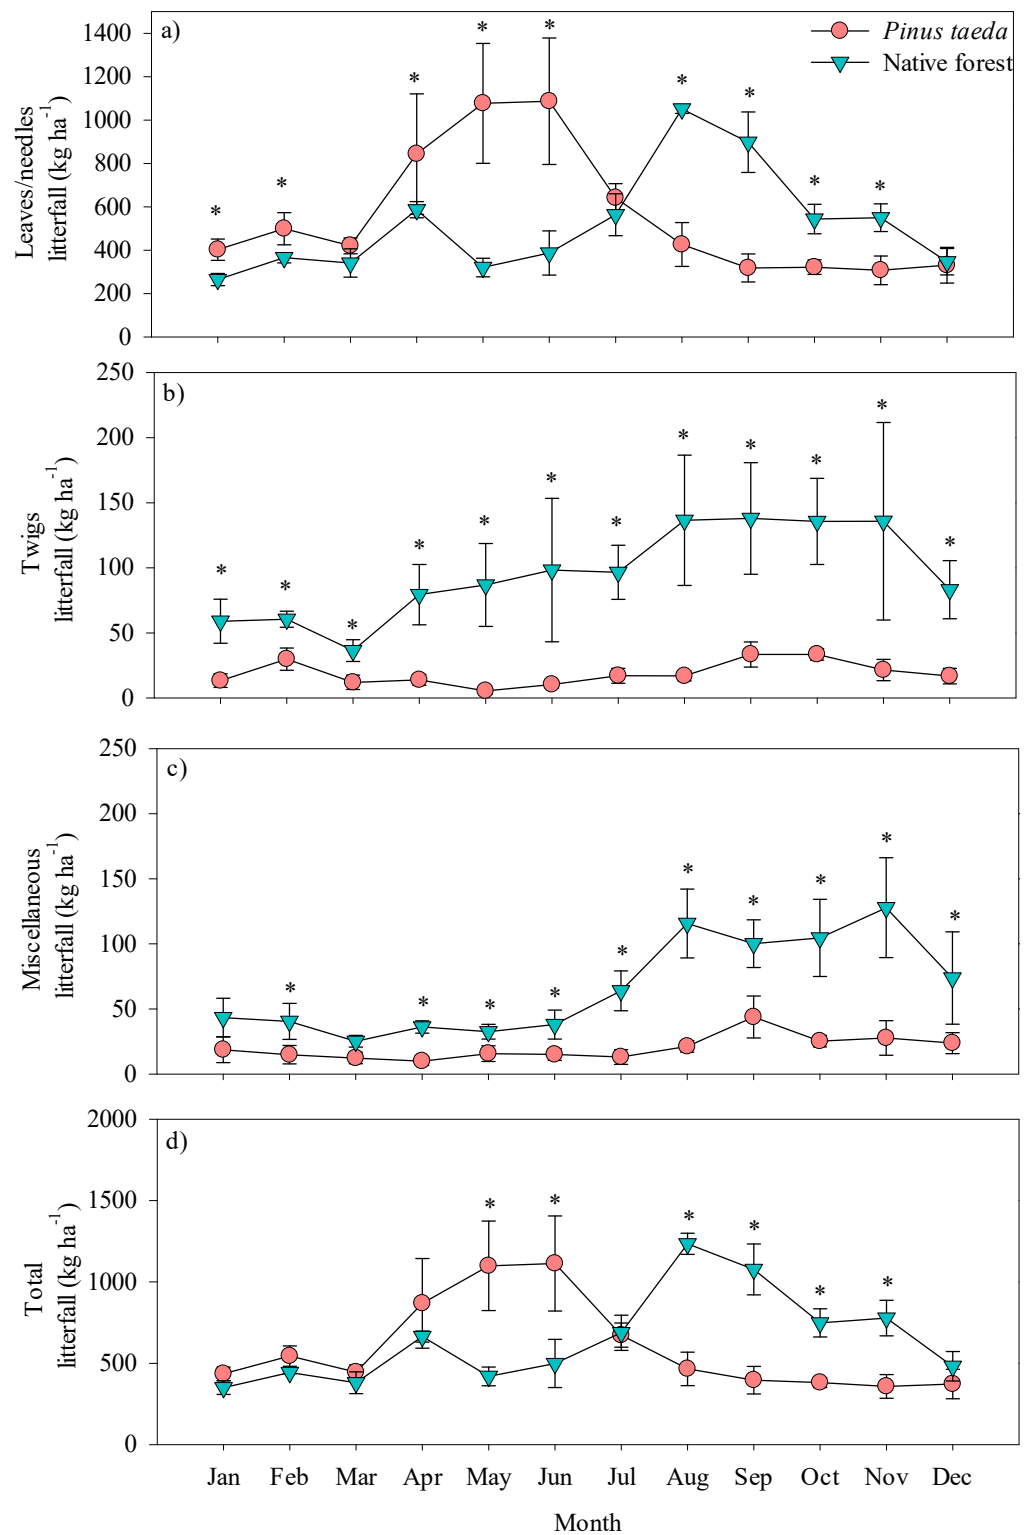 a)
Pinus taeda
Native forest
1400
1200
1000
800
600
400
200
0
Leaves/needles
litterfall (kg ha-1)
* * * * * * * * *
b)
250
200
150
100
50
0
Twigs
litterfall (kg ha-1)
* * * * * * * * * * * *
c)
250
200
150
100
50
0
Miscellaneous
litterfall (kg ha-1)
* * * * * * * * * *
d)
2000
1500
1000
500
0
Total
litterfall (kg ha-1)
* * * * * *
Jan Feb Mar Apr May Jun Jul Aug Sep Oct Nov Dec
Month